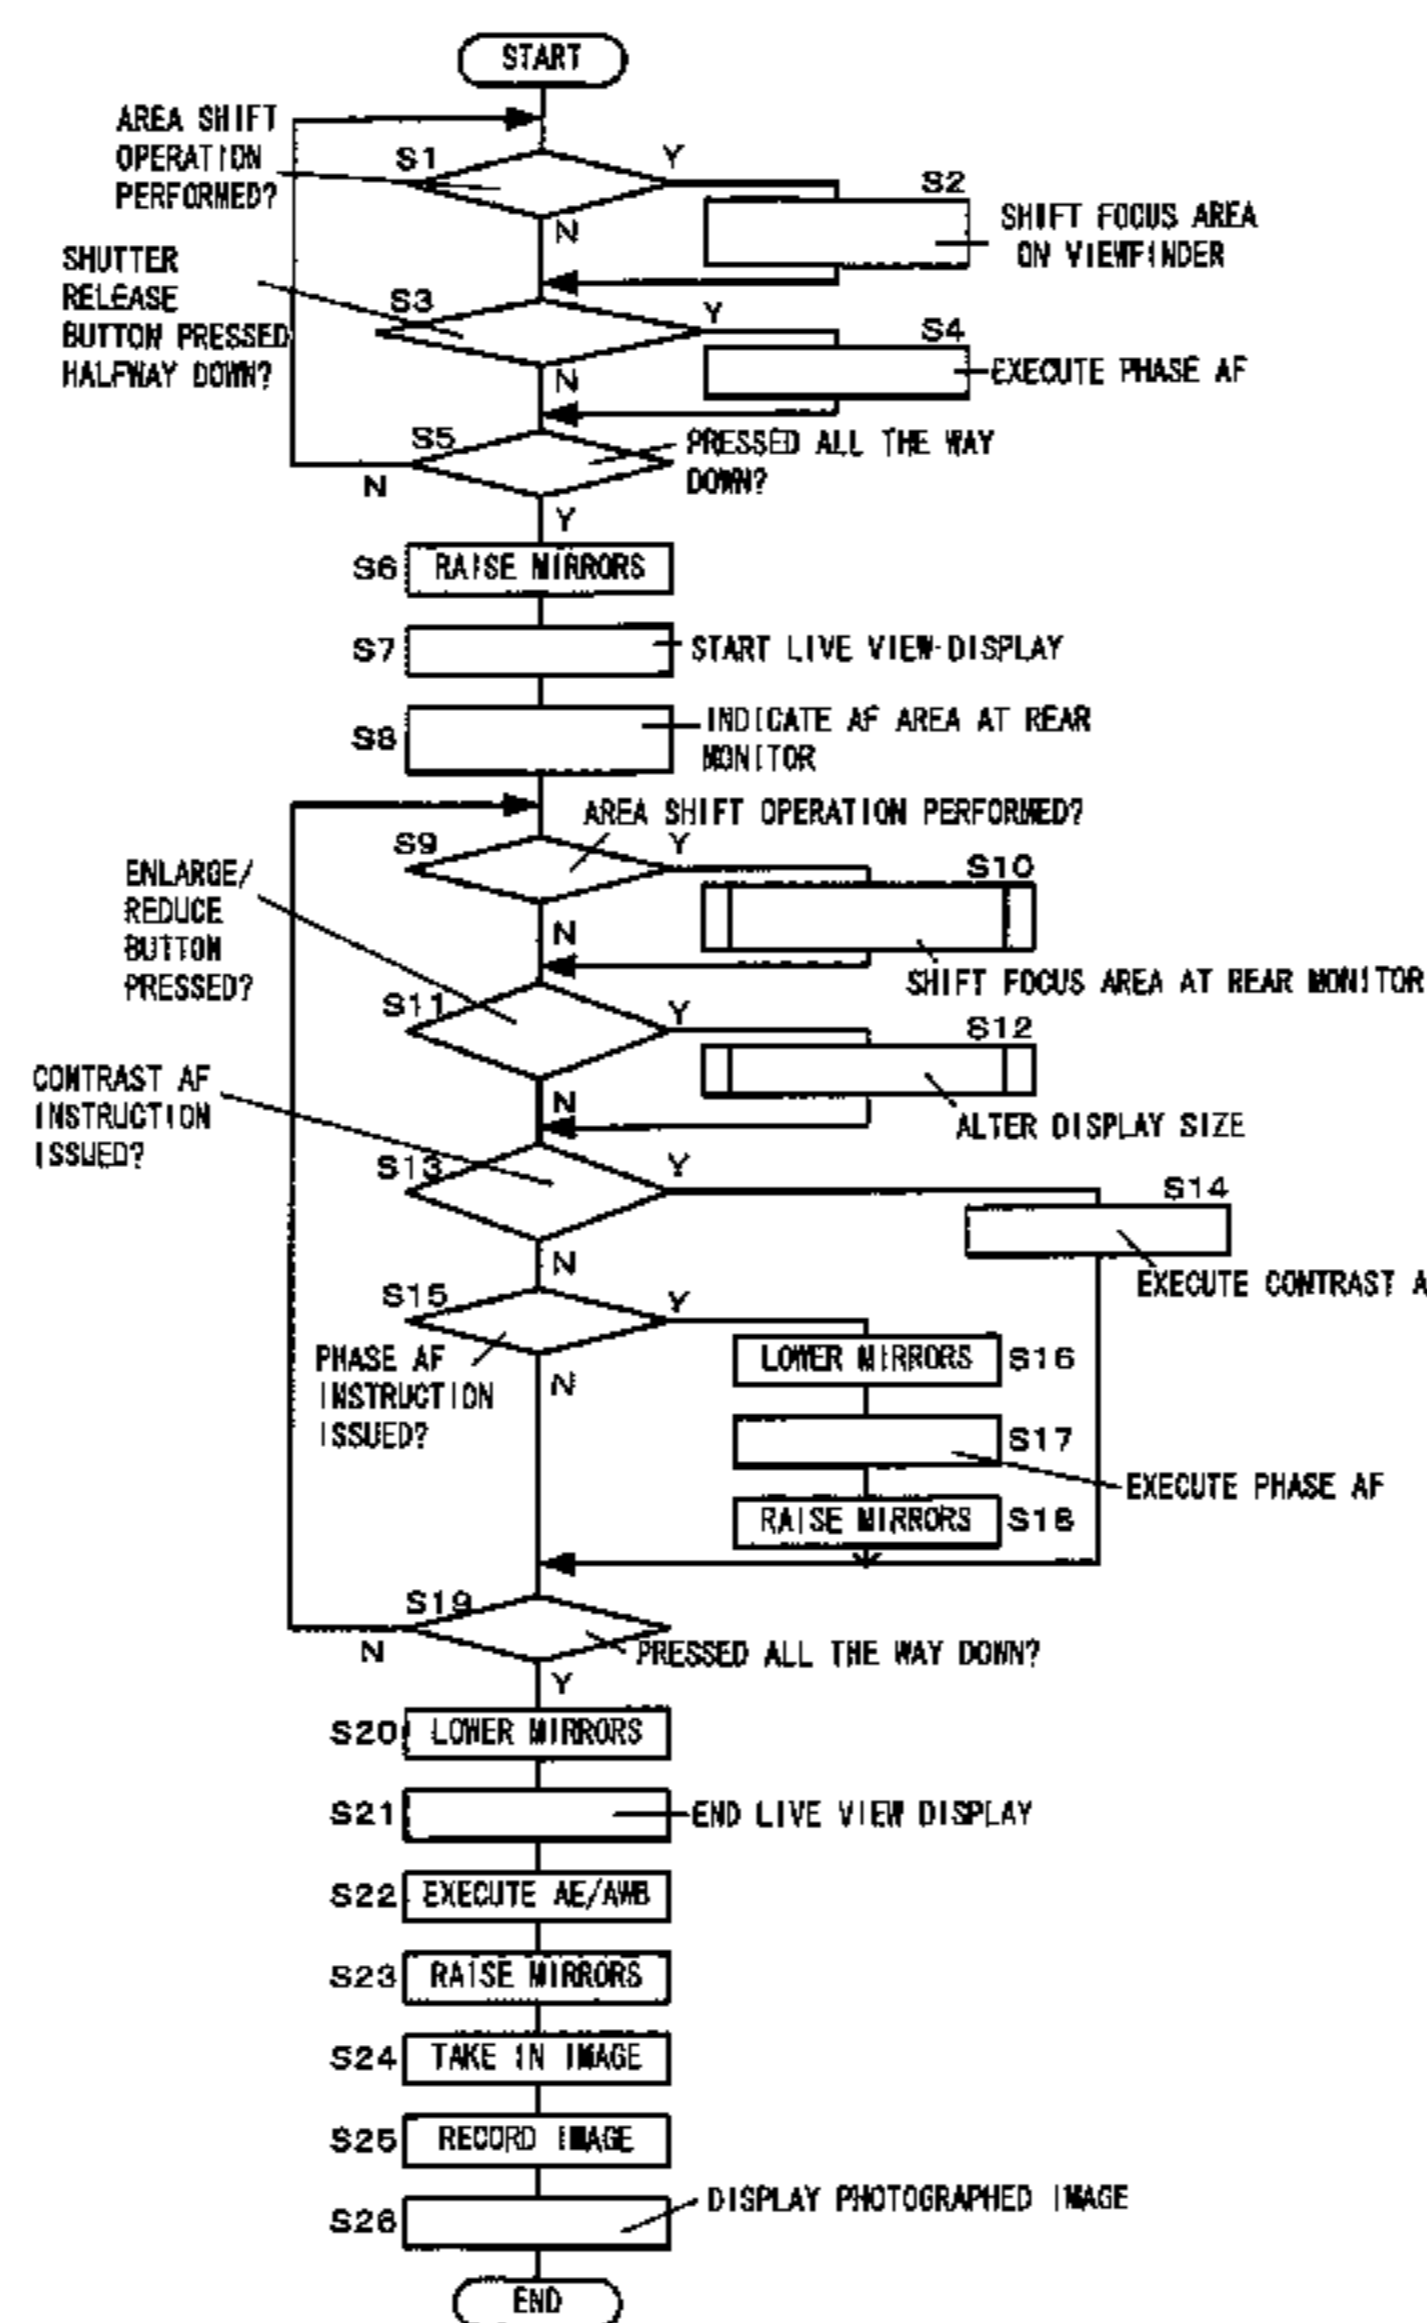 START
AREA SHIFT
OPERATION
PERFORMED?
S1
Y
S2
SHIFT FOCUS AREA
ON VIEWFINDER
N
SHUTTER
RELEASE
BUTTON PRESSED
HALFWAY DOWN?
S3
Y
S4
EXECUTE PHASE AF
N
S5
PRESSED ALL THE WAY
DOWN?
N
Y
S6
RAISE MIRRORS
S7
START LIVE VIEW DISPLAY
S8
INDICATE AF AREA AT REAR
MONITOR
AREA SHIFT OPERATION PERFORMED?
S9
Y
S10
N
SHIFT FOCUS AREA AT REAR MONITOR
ENLARGE/
REDUCE
BUTTON
PRESSED?
S11
Y
S12
N
ALTER DISPLAY SIZE
CONTRAST AF
INSTRUCTION
ISSUED?
S13
Y
S14
N
EXECUTE CONTRAST A
S15
Y
PHASE AF
INSTRUCTION
ISSUED?
N
LOWER MIRRORS
S16
S17
EXECUTE PHASE AF
RAISE MIRRORS
S18
S19
N
PRESSED ALL THE WAY DOWN?
Y
S20
LOWER MIRRORS
S21
END LIVE VIEW DISPLAY
S22
EXECUTE AE/AWB
S23
RAISE MIRRORS
S24
TAKE IN IMAGE
S25
RECORD IMAGE
S26
DISPLAY PHOTOGRAPHED IMAGE
END